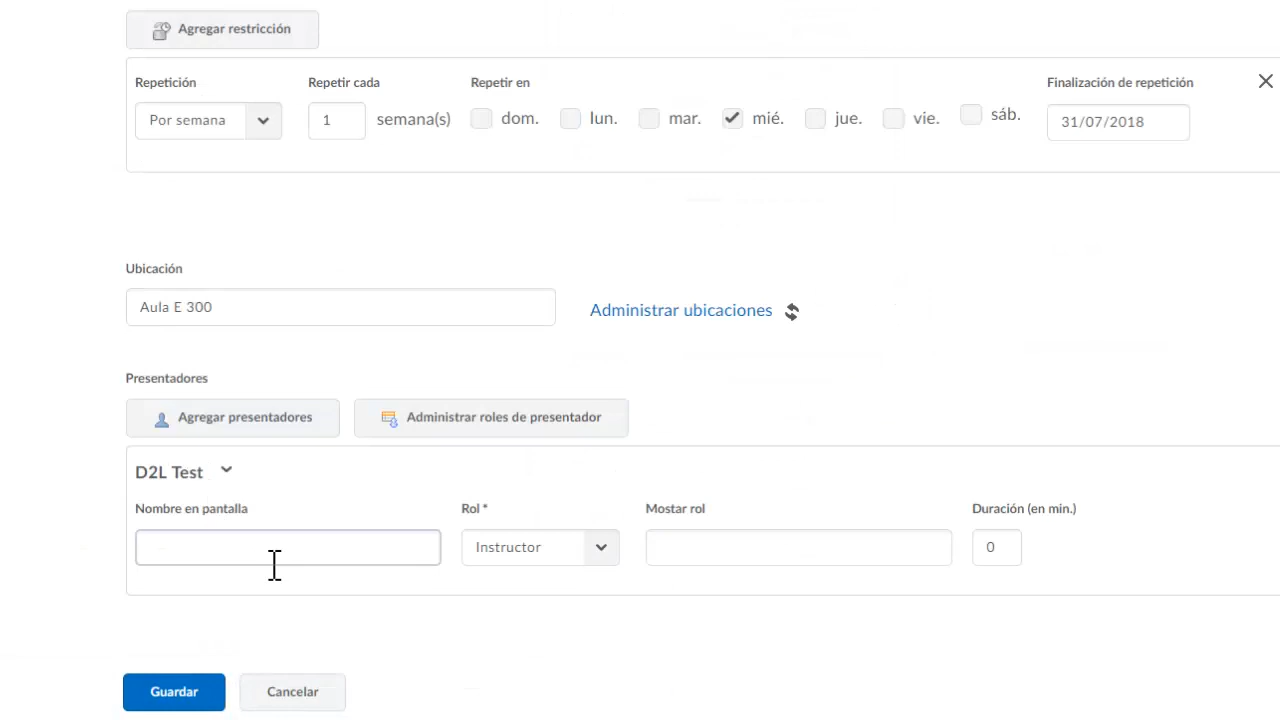 Agregar restricción
Repetición Repetir cada Repetir en Finalización de repetición
Por semana 1 semana(s) dom. lun. mar. mié. jue. vie. sáb. 31/07/2018
Ubicación
Aula E 300 Administrar ubicaciones
Presentadores
Agregar presentadores Administrar roles de presentador
D2L Test
Nombre en pantalla Rol * Mostar rol Duración (en min.)
Instructor 0
Guardar Cancelar